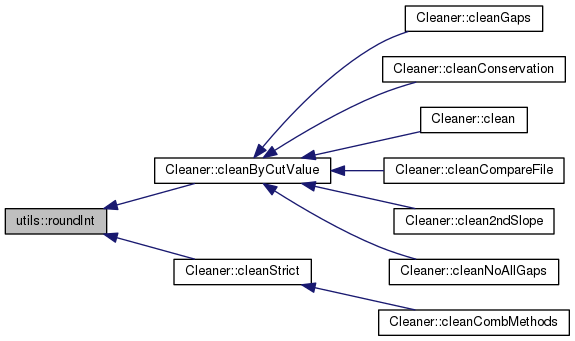 Cleaner::cleanGaps
Cleaner::cleanConservation
Cleaner::clean
Cleaner::cleanByCutValue
Cleaner::cleanCompareFile
utils::roundInt
Cleaner::clean2ndSlope
Cleaner::cleanStrict
Cleaner::cleanNoAllGaps
Cleaner::cleanCombMethods